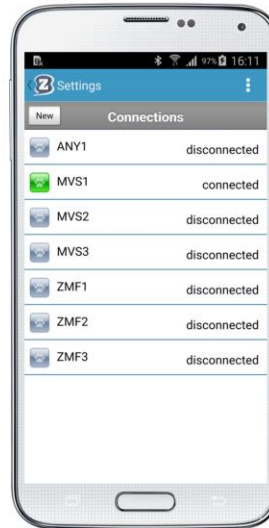 97% 16:11
Settings
New Connections
ANY1 disconnected
MVS1 connected
MVS2 disconnected
MVS3 disconnected
ZMF1 disconnected
ZMF2 disconnected
ZMF3 disconnected